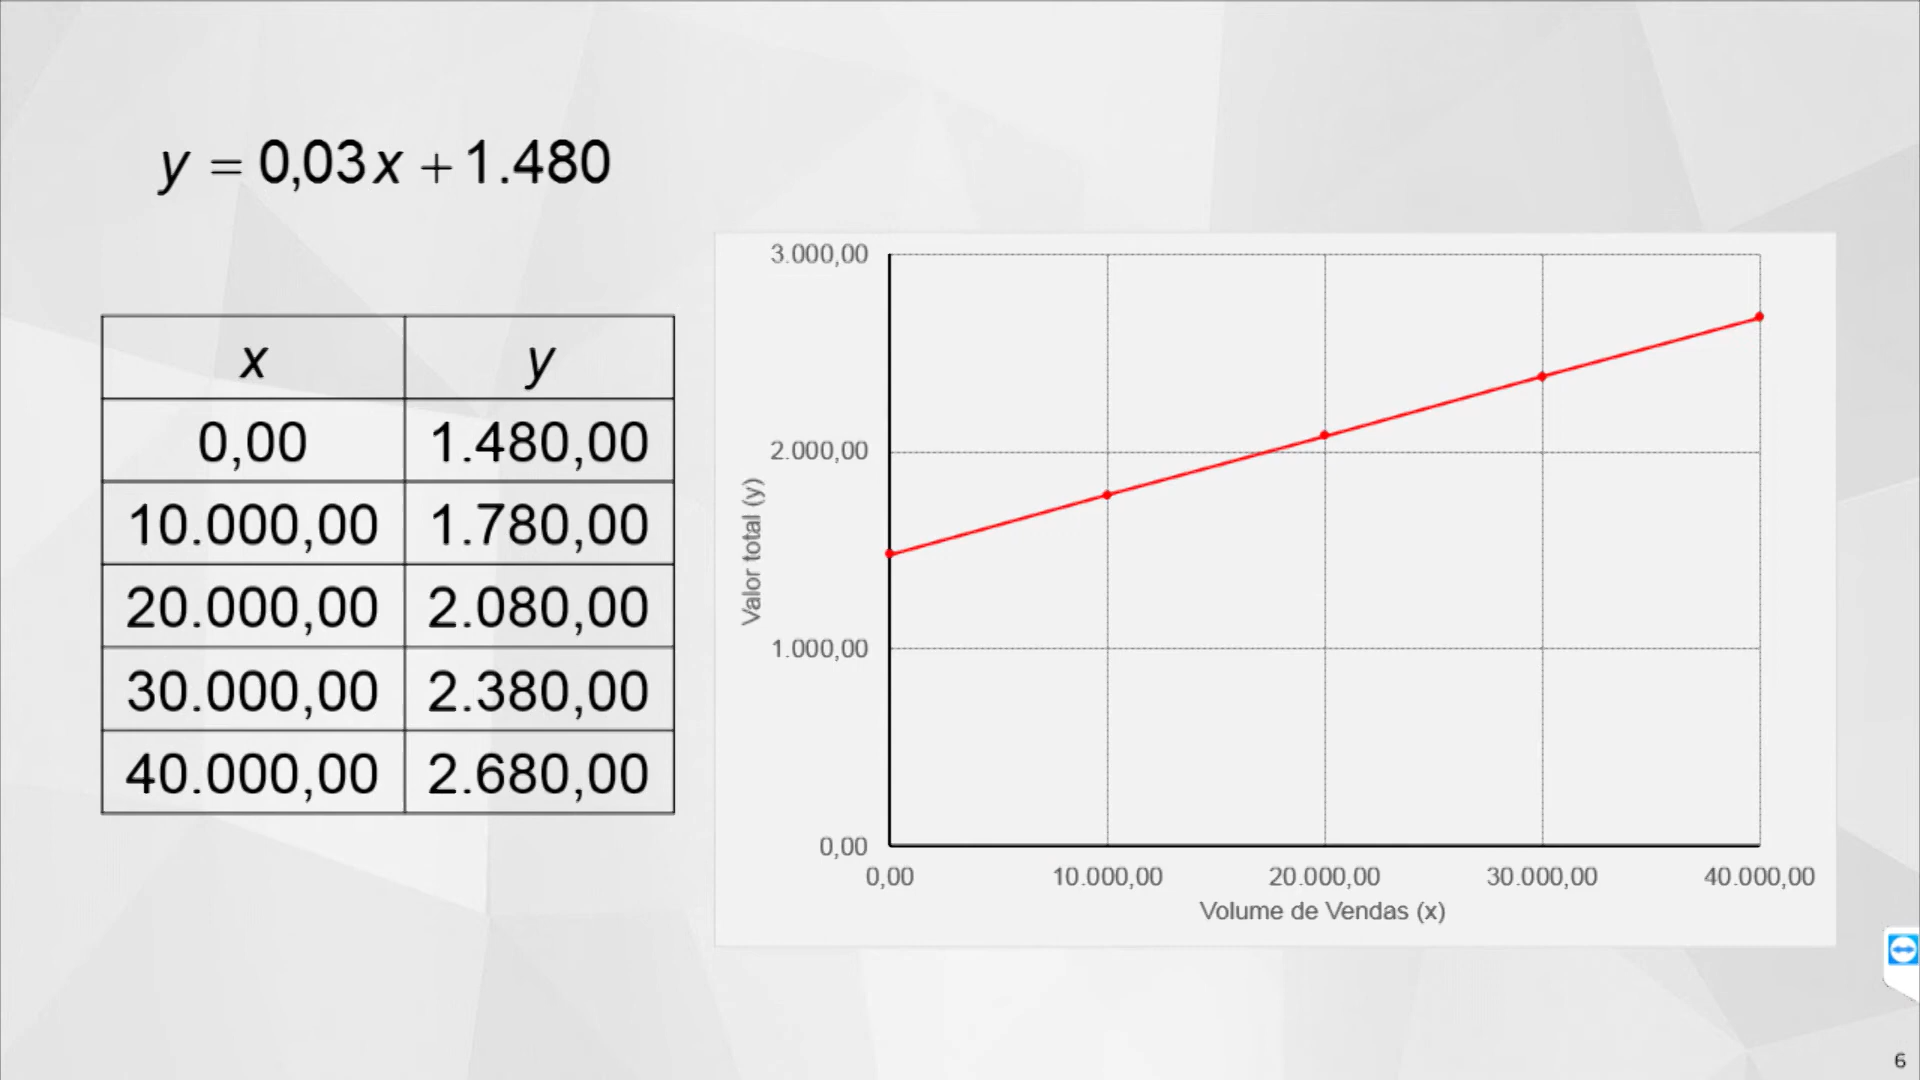 y = 0,03x + 1.480
x y
0,00 1.480,00
10.000,00 1.780,00
20.000,00 2.080,00
30.000,00 2.380,00
40.000,00 2.680,00
3.000,00
2.000,00
1.000,00
0,00
Valor total (y)
0,00 10.000,00 20.000,00 30.000,00 40.000,00
Volume de Vendas (x)
6